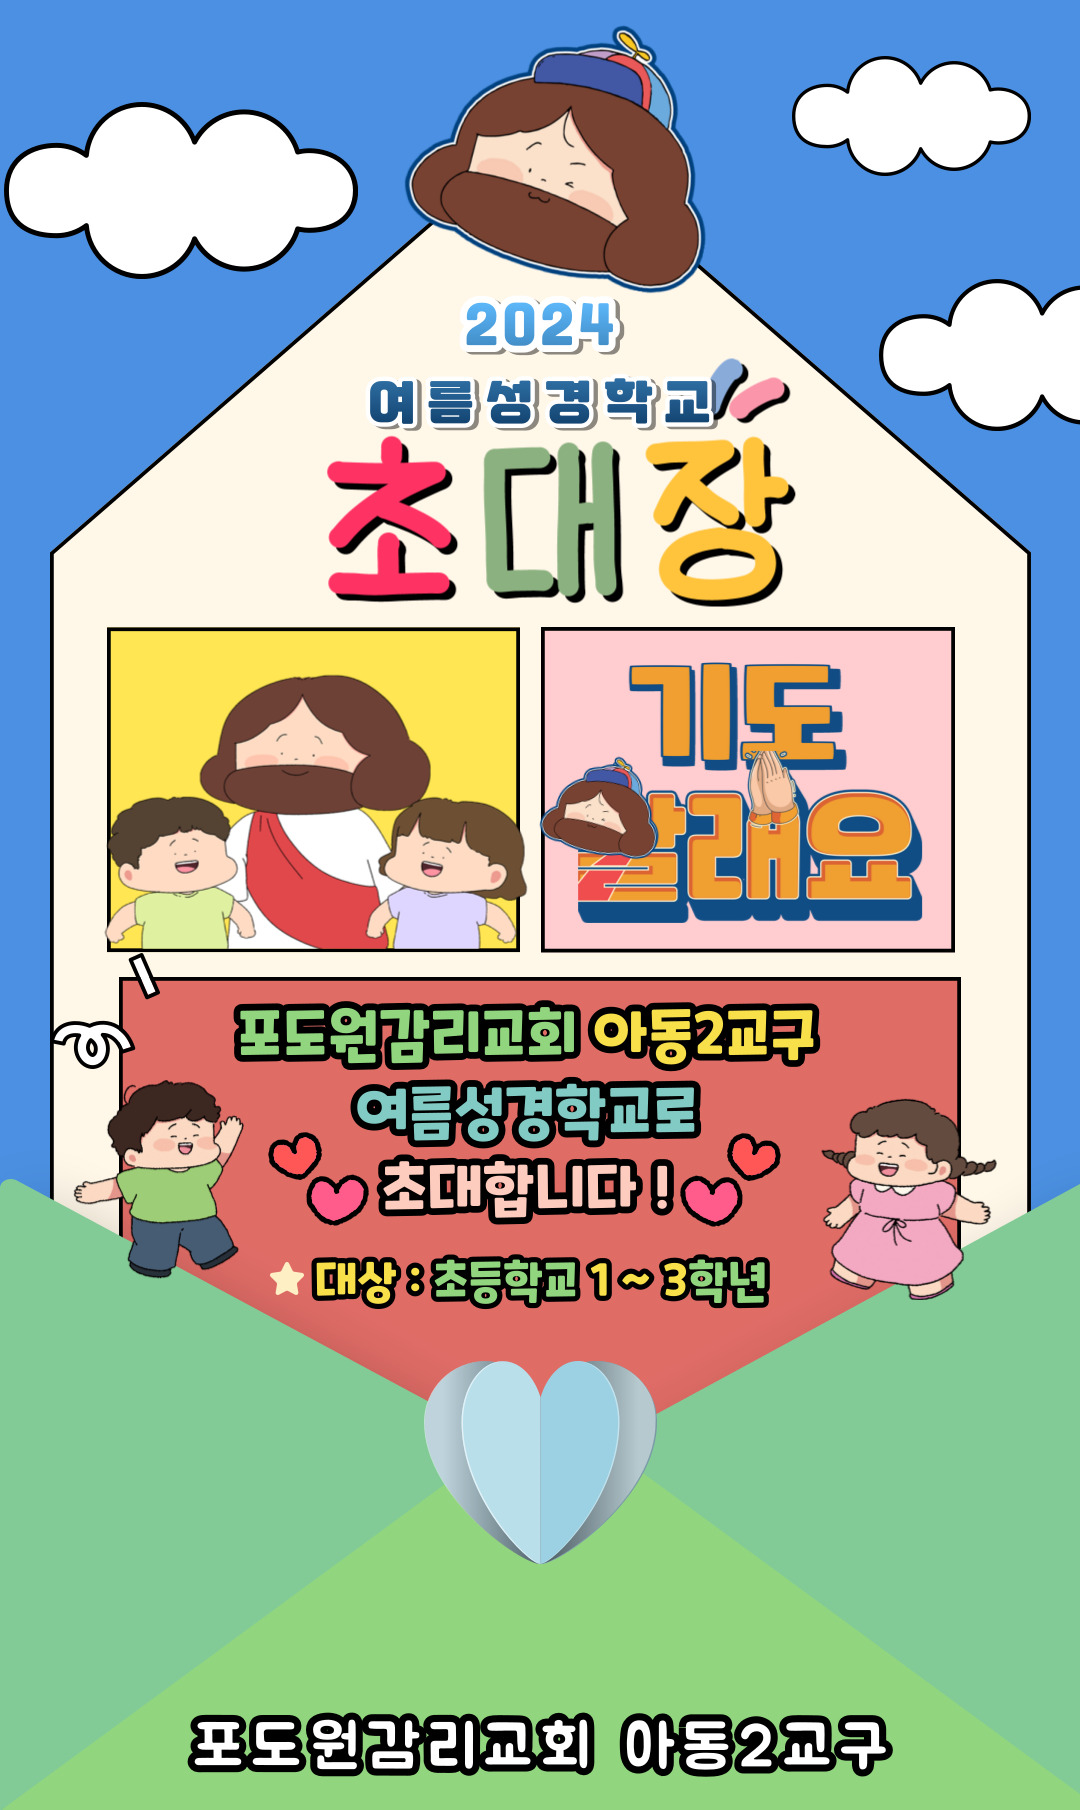 2024
여름성경학교
초대장
기도
할래요
포도원감리교회 아동2교구
여름성경학교로
초대합니다 !
대상 : 초등학교 1 ~ 3학년
포도원감리교회 아동2교구